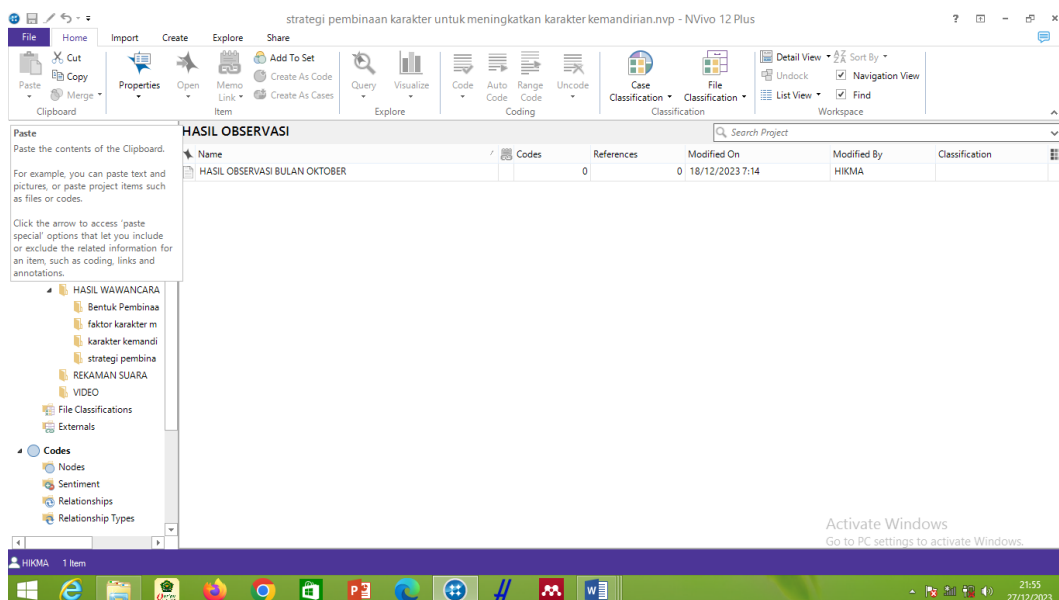 strategi pembinaan karakter untuk meningkatkan karakter kemandirian.nvp - NVivo 12 Plus
File Home Import Create Explore Share
Paste
Cut
Copy
Merge
Clipboard
Properties
Open
Memo Link
Add To Set
Create As Code
Create As Cases
Item
Query
Visualize
Explore
Code
Auto Code
Range Code
Uncode
Coding
Case Classification
File Classification
Classification
Detail View
Sort By
Undock
Navigation View
List View
Find
Workspace
Paste
Paste the contents of the Clipboard.
For example, you can paste text and
pictures, or paste project items such
as files or codes.
Click the arrow to access 'paste
special' options that let you include
or exclude the related information for
an item, such as coding, links and
annotations.
HASIL WAWANCARA
Bentuk Pembinaa
faktor karakter m
karakter kemandi
strategi pembina
REKAMAN SUARA
VIDEO
File Classifications
Externals
Codes
Nodes
Sentiment
Relationships
Relationship Types
HASIL OBSERVASI
Search Project
Name Codes References Modified On Modified By Classification
HASIL OBSERVASI BULAN OKTOBER 0 0 18/12/2023 7:14 HIKMA
Activate Windows
Go to PC settings to activate Windows.
HIKMA 1 Item
21:55
27/12/2023